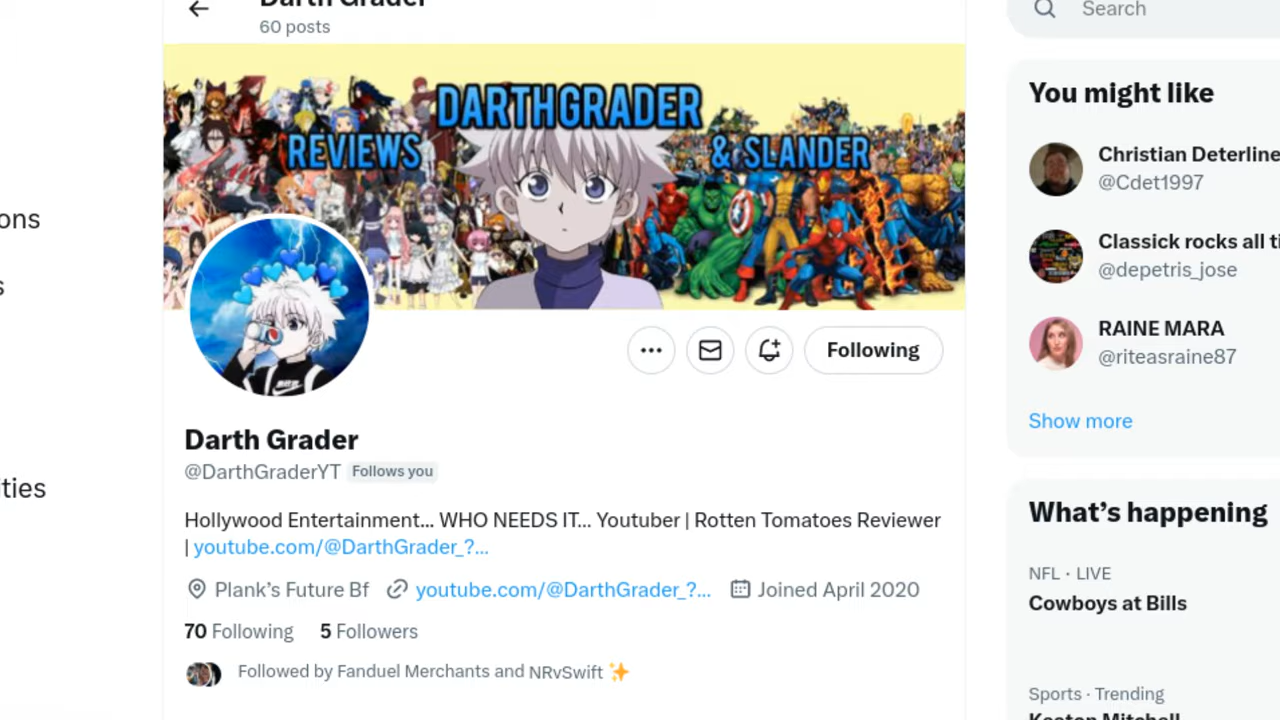 Darth Grader
60 posts
Search
DARTHGRADER
REVIEWS
& SLANDER
You might like
Christian Deterline
@Cdet1997
ons
Classick rocks all ti
@depetris_jose
s
RAINE MARA
@riteasraine87
Following
Show more
Darth Grader
@DarthGraderYT Follows you
ties
Hollywood Entertainment... WHO NEEDS IT... Youtuber | Rotten Tomatoes Reviewer
| youtube.com/@DarthGrader_?...
What's happening
NFL · LIVE
Cowboys at Bills
Plank's Future Bf youtube.com/@DarthGrader_?... Joined April 2020
70 Following 5 Followers
Followed by Fanduel Merchants and NRvSwift ✨
Sports · Trending
Keaton Mitchell